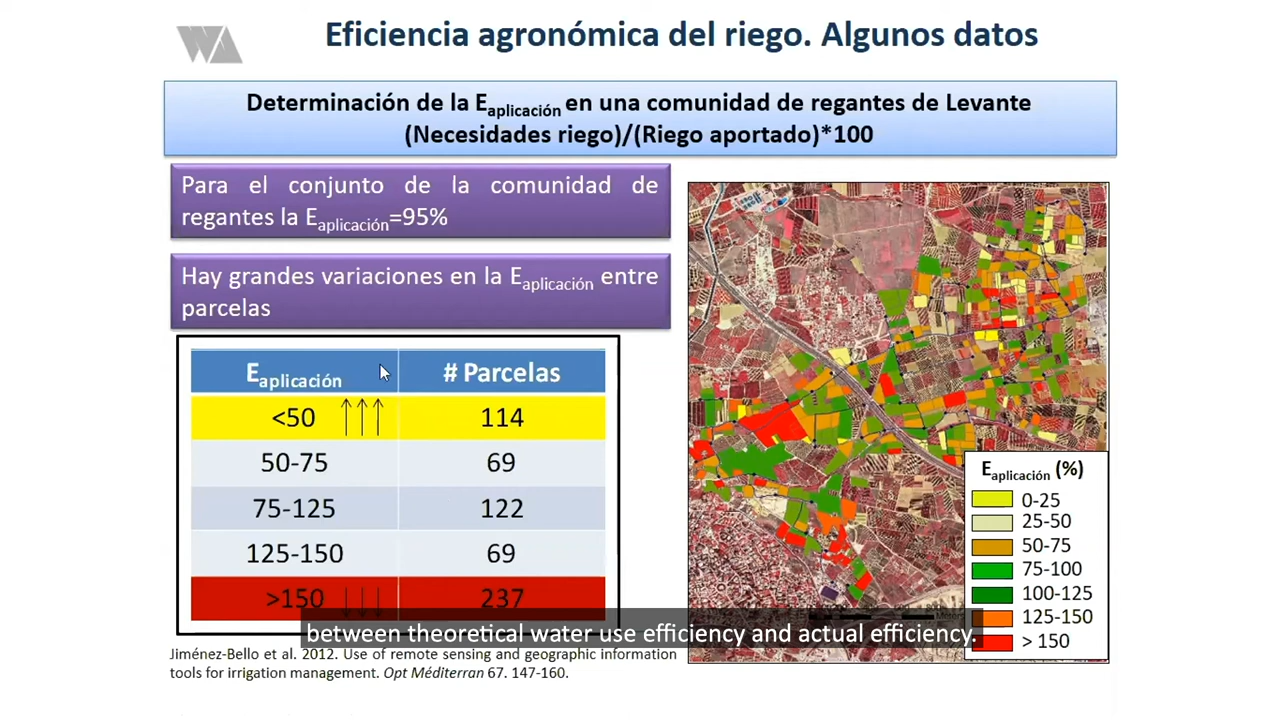 WA
Eficiencia agronómica del riego. Algunos datos
Determinación de la Eaplicación en una comunidad de regantes de Levante
(Necesidades riego)/(Riego aportado)*100
Para el conjunto de la comunidad de
regantes la Eaplicación=95%
Hay grandes variaciones en la Eaplicación entre
parcelas
Eaplicación # Parcelas
<50 ↑↑↑ 114
50-75 69
75-125 122
125-150 69
>150 ↓↓↓ 237
Eaplicación (%)
0-25
25-50
50-75
75-100
100-125
125-150
> 150
between theoretical water use efficiency and actual efficiency.
Jiménez-Bello et al. 2012. Use of remote sensing and geographic information
tools for irrigation management. Opt Méditerran 67. 147-160.